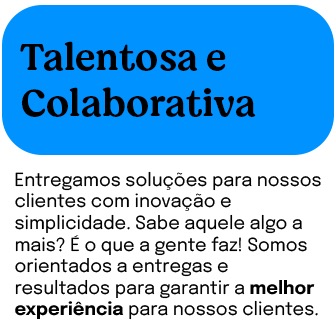 Talentosa e
Colaborativa
Entregamos soluções para nossos
clientes com inovação e
simplicidade. Sabe aquele algo a
mais? É o que a gente faz! Somos
orientados a entregas e
resultados para garantir a melhor
experiência para nossos clientes.